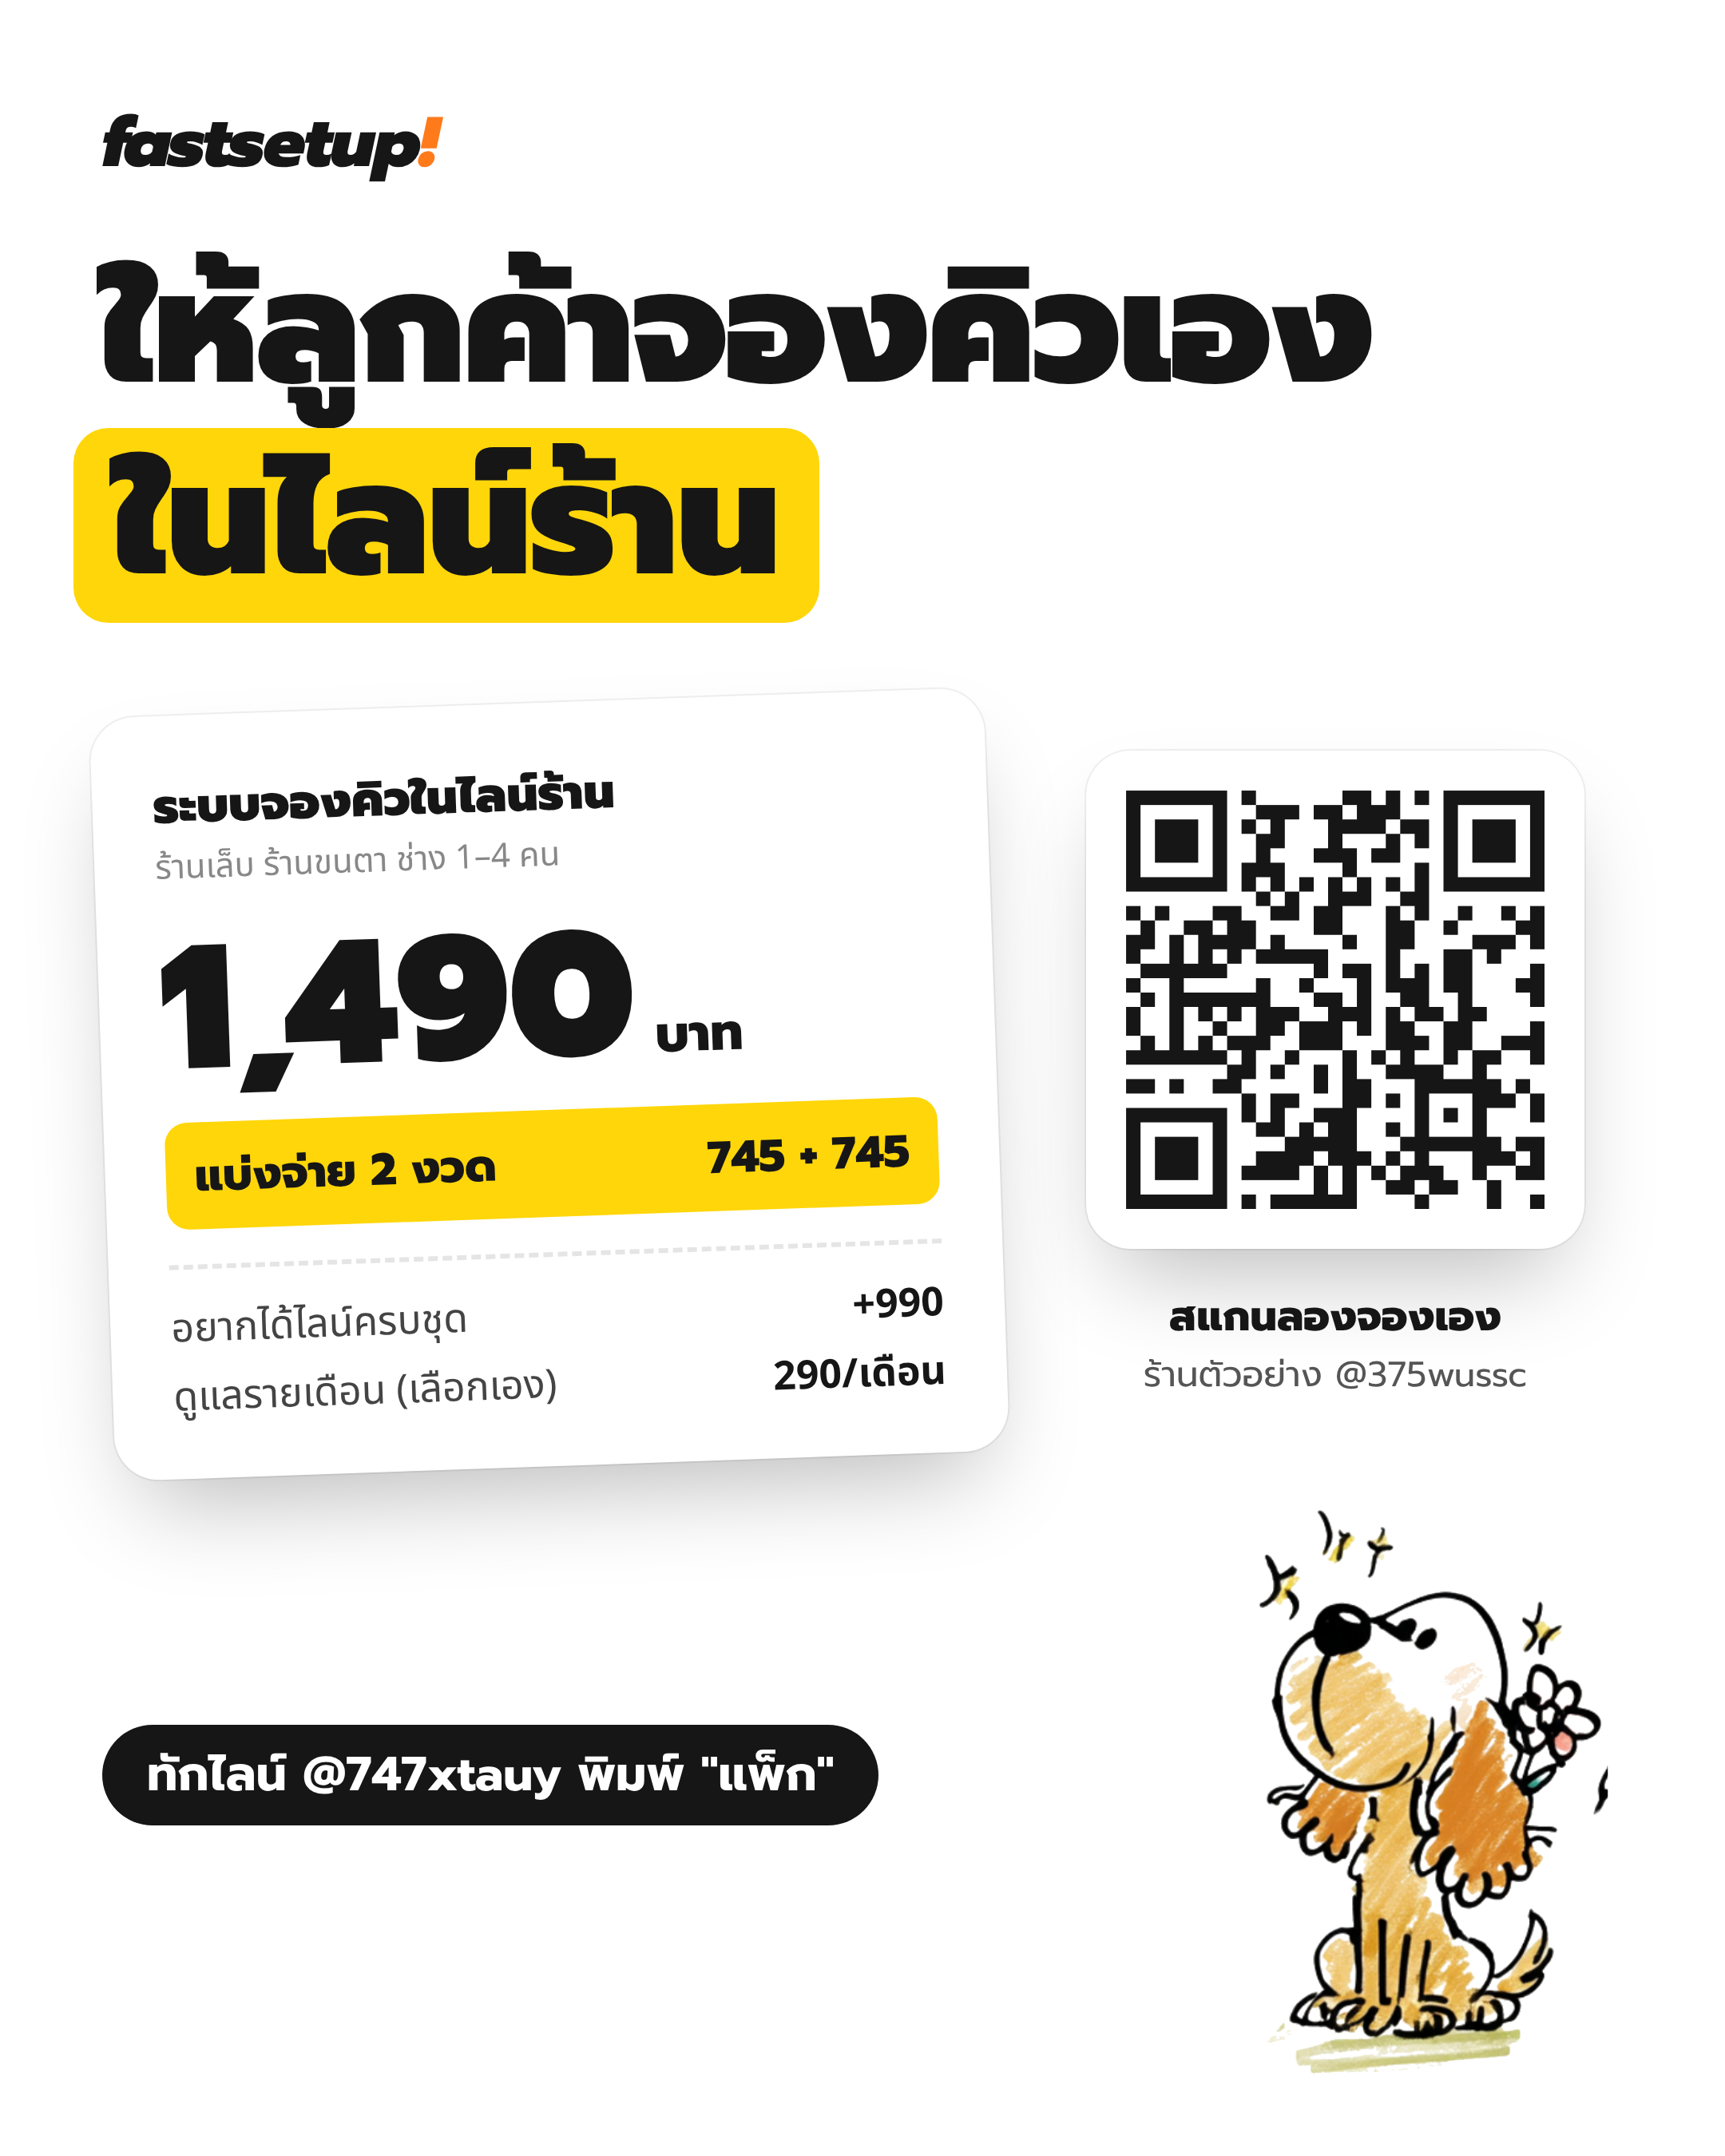 fastsetup!
ให้ลูกค้าจองคิวเอง
ในไลน์ร้าน
ระบบจองคิวในไลน์ร้าน
ร้านเล็บ ร้านขนตา ช่าง 1–4 คน
1,490 บาท
แบ่งจ่าย 2 งวด 745 + 745
อยากได้ไลน์ครบชุด +990
ดูแลรายเดือน (เลือกเอง) 290/เดือน
สแกนลองจองเอง
ร้านตัวอย่าง @375wussc
ทักไลน์ @747xtauy พิมพ์ "แพ็ก"